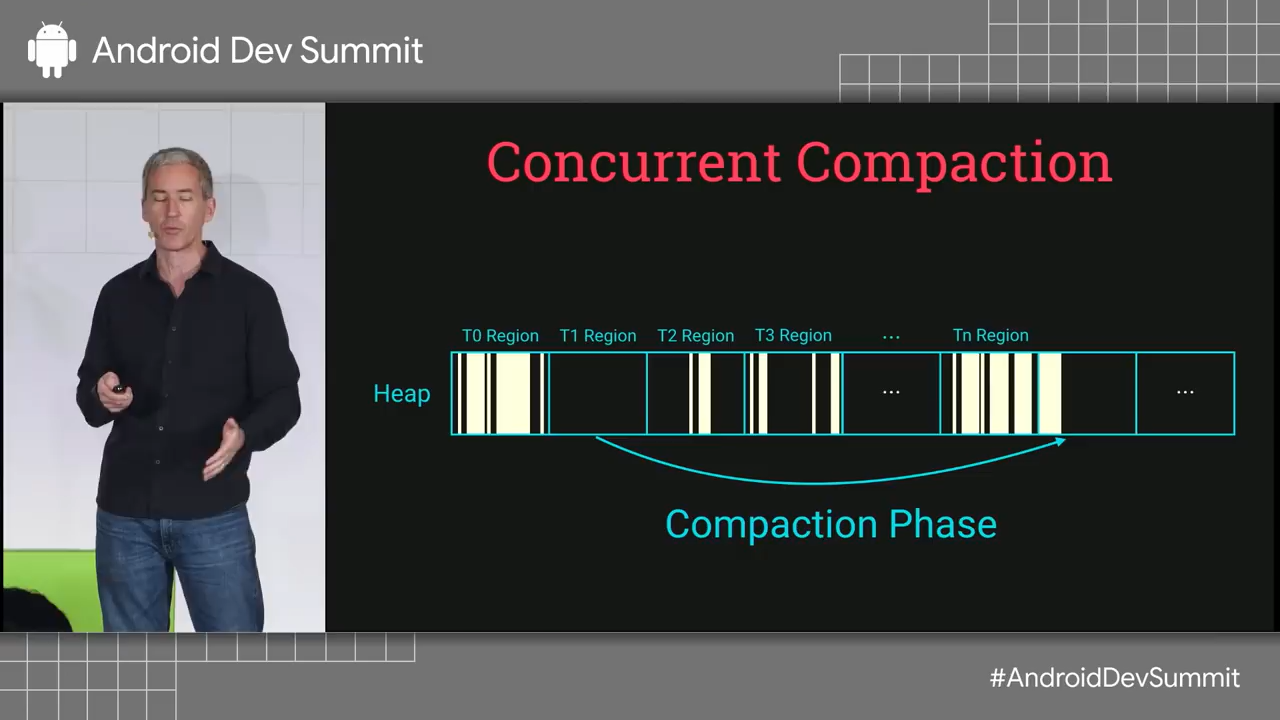 Android Dev Summit
Concurrent Compaction
T0 Region T1 Region T2 Region T3 Region ... Tn Region
Heap
... ...
Compaction Phase
#AndroidDevSummit